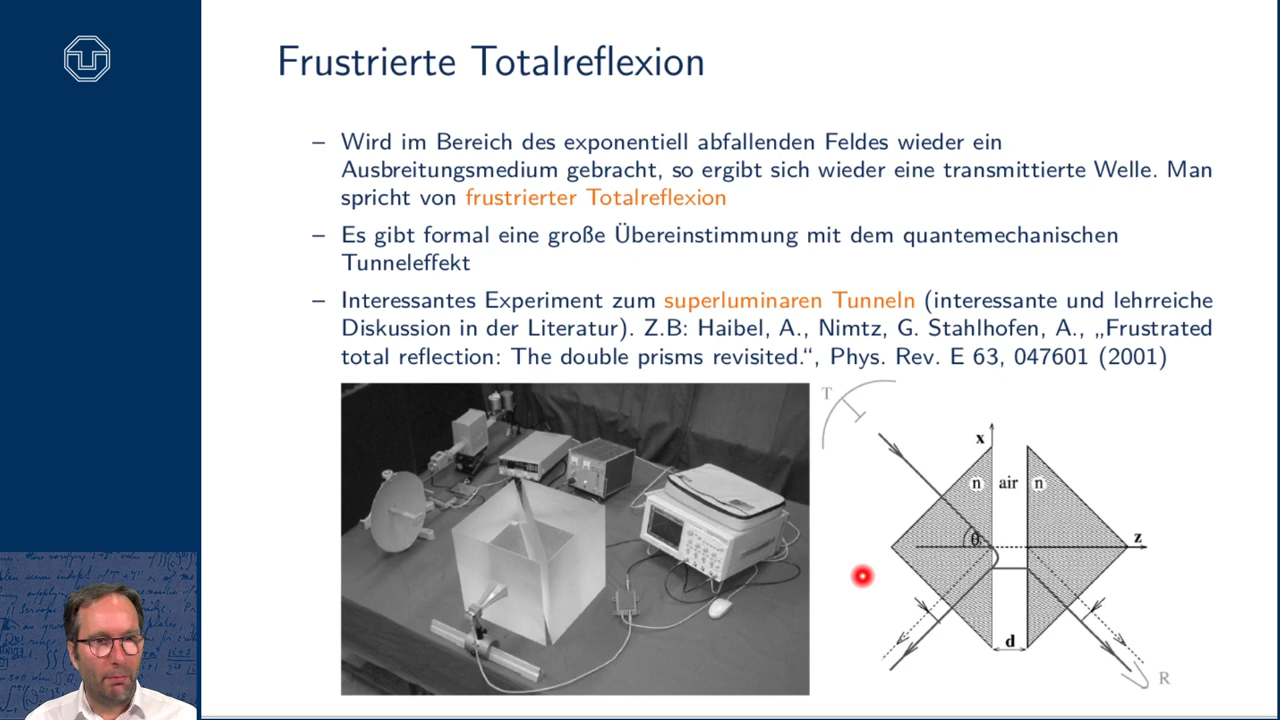 Frustrierte Totalreflexion
– Wird im Bereich des exponentiell abfallenden Feldes wieder ein
Ausbreitungsmedium gebracht, so ergibt sich wieder eine transmittierte Welle. Man
spricht von frustrierter Totalreflexion
– Es gibt formal eine große Übereinstimmung mit dem quantemechanischen
Tunneleffekt
– Interessantes Experiment zum superluminaren Tunneln (interessante und lehrreiche
Diskussion in der Literatur). Z.B: Haibel, A., Nimtz, G. Stahlhofen, A., „Frustrated
total reflection: The double prisms revisited.“, Phys. Rev. E 63, 047601 (2001)
T
x
n air n
θ
z
d
R